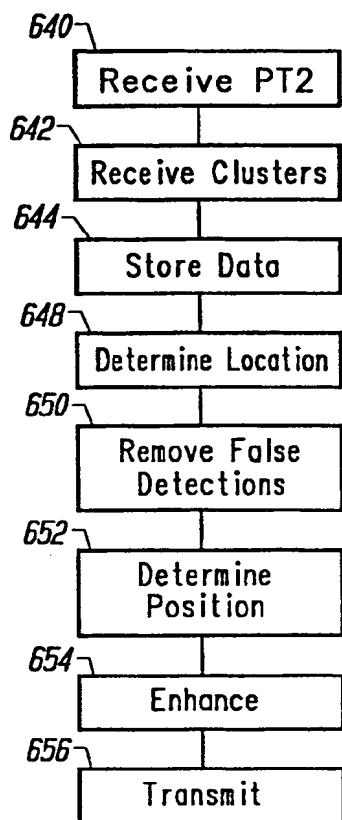 640
Receive PT2
642
Receive Clusters
644
Store Data
648
Determine Location
650
Remove False
Detections
652
Determine
Position
654
Enhance
656
Transmit